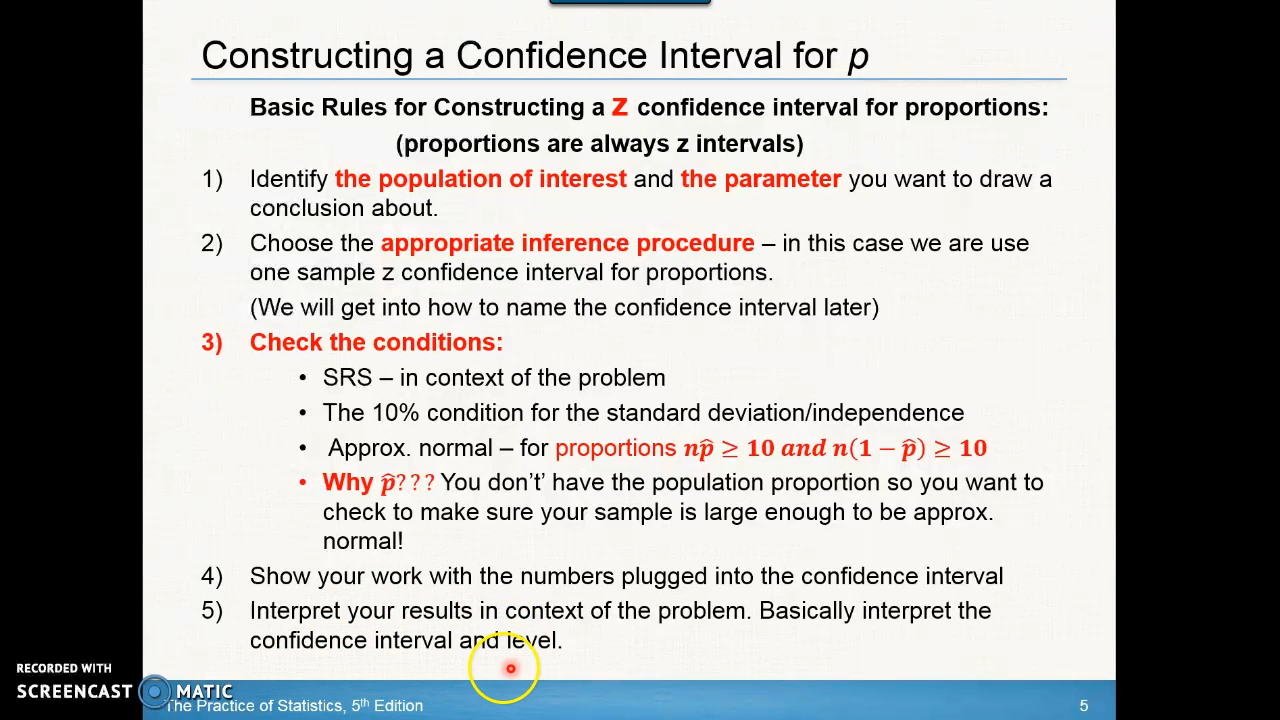 Constructing a Confidence Interval for p
Basic Rules for Constructing a z confidence interval for proportions:
(proportions are always z intervals)
1) Identify the population of interest and the parameter you want to draw a
conclusion about.
2) Choose the appropriate inference procedure – in this case we are use
one sample z confidence interval for proportions.
(We will get into how to name the confidence interval later)
3) Check the conditions:
• SRS – in context of the problem
• The 10% condition for the standard deviation/independence
• Approx. normal – for proportions np̂ ≥ 10 and n(1 − p̂) ≥ 10
• Why p̂??? You don't' have the population proportion so you want to
check to make sure your sample is large enough to be approx.
normal!
4) Show your work with the numbers plugged into the confidence interval
5) Interpret your results in context of the problem. Basically interpret the
confidence interval and level.
RECORDED WITH
SCREENCAST MATIC
The Practice of Statistics, 5th Edition
5